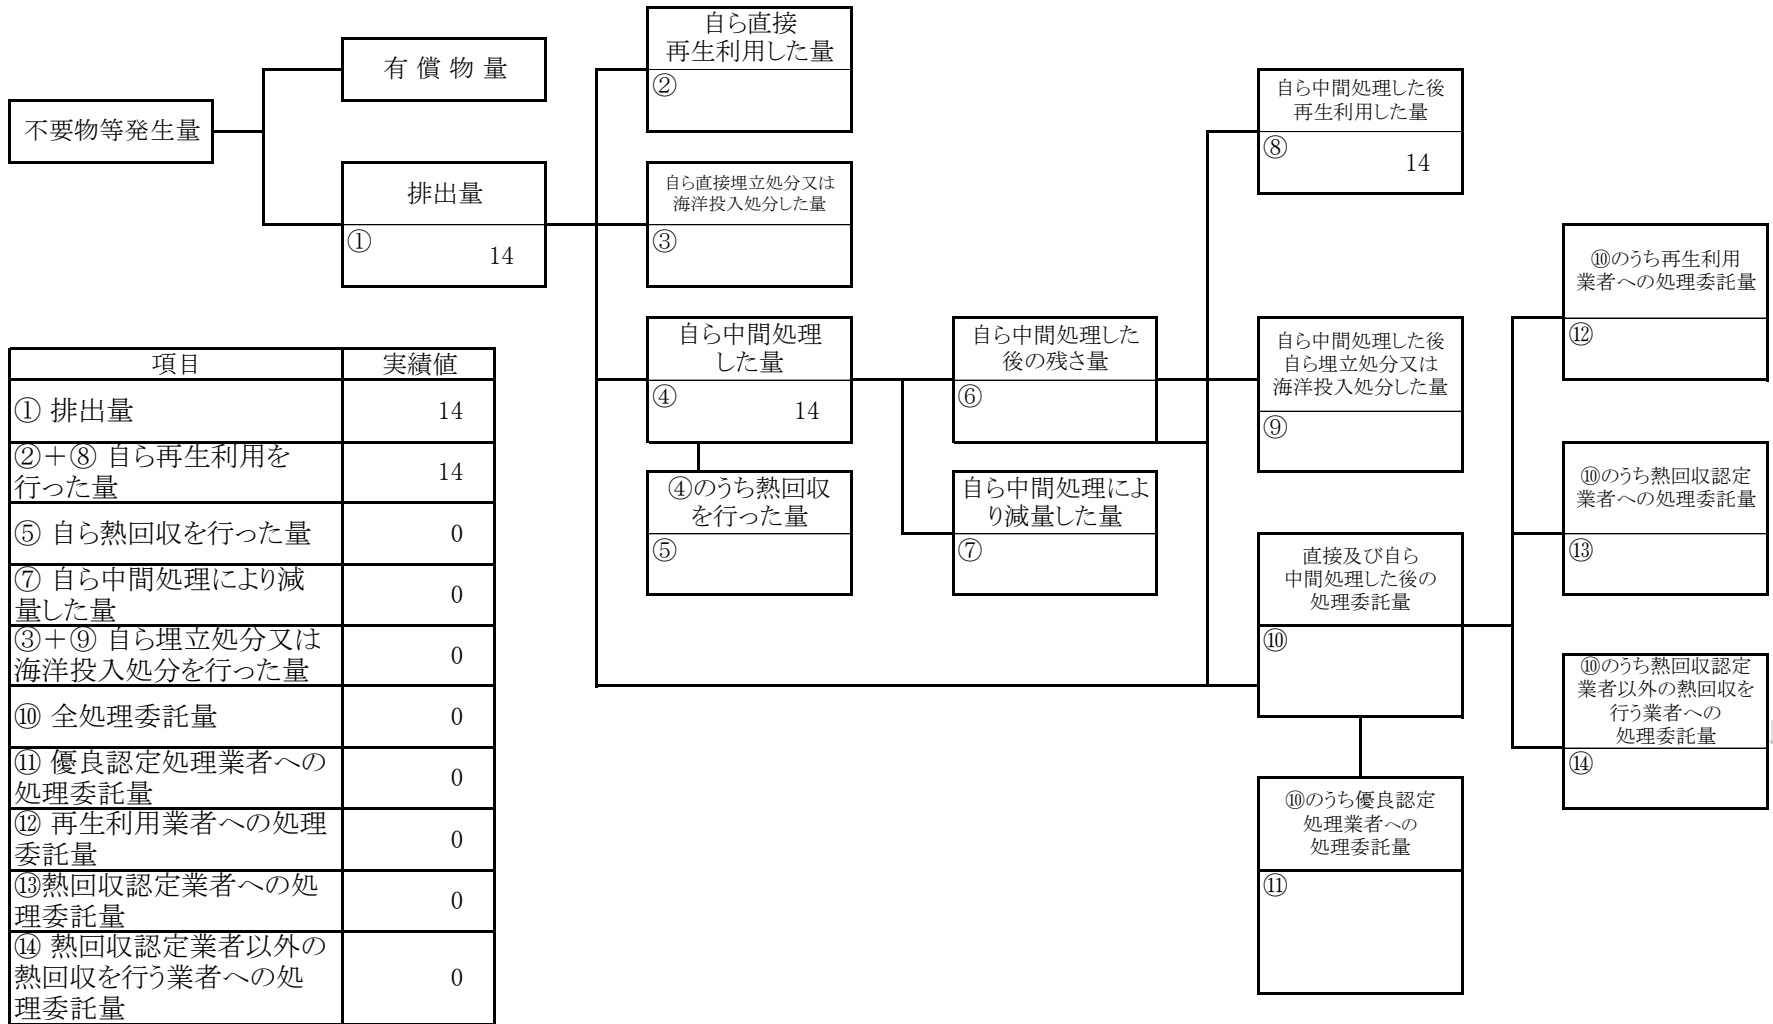 不要物等発生量
有 償 物 量
排出量
①
14
自ら直接
再生利用した量
②
自ら直接埋立処分又は
海洋投入処分した量
③
自ら中間処理
した量
④
14
④のうち熱回収
を行った量
⑤
自ら中間処理した
後の残さ量
⑥
自ら中間処理によ
り減量した量
⑦
自ら中間処理した後
再生利用した量
⑧
14
自ら中間処理した後
自ら埋立処分又は
海洋投入処分した量
⑨
直接及び自ら
中間処理した後の
処理委託量
⑩
⑩のうち優良認定
処理業者への
処理委託量
⑪
⑩のうち再生利用
業者への処理委託量
⑫
⑩のうち熱回収認定
業者への処理委託量
⑬
⑩のうち熱回収認定
業者以外の熱回収を
行う業者への
処理委託量
⑭
項目 実績値
① 排出量 14
②＋⑧ 自ら再生利用を
行った量 14
⑤ 自ら熱回収を行った量 0
⑦ 自ら中間処理により減
量した量 0
③＋⑨ 自ら埋立処分又は
海洋投入処分を行った量 0
⑩ 全処理委託量 0
⑪ 優良認定処理業者への
処理委託量 0
⑫ 再生利用業者への処理
委託量 0
⑬熱回収認定業者への処
理委託量 0
⑭ 熱回収認定業者以外の
熱回収を行う業者への処
理委託量 0